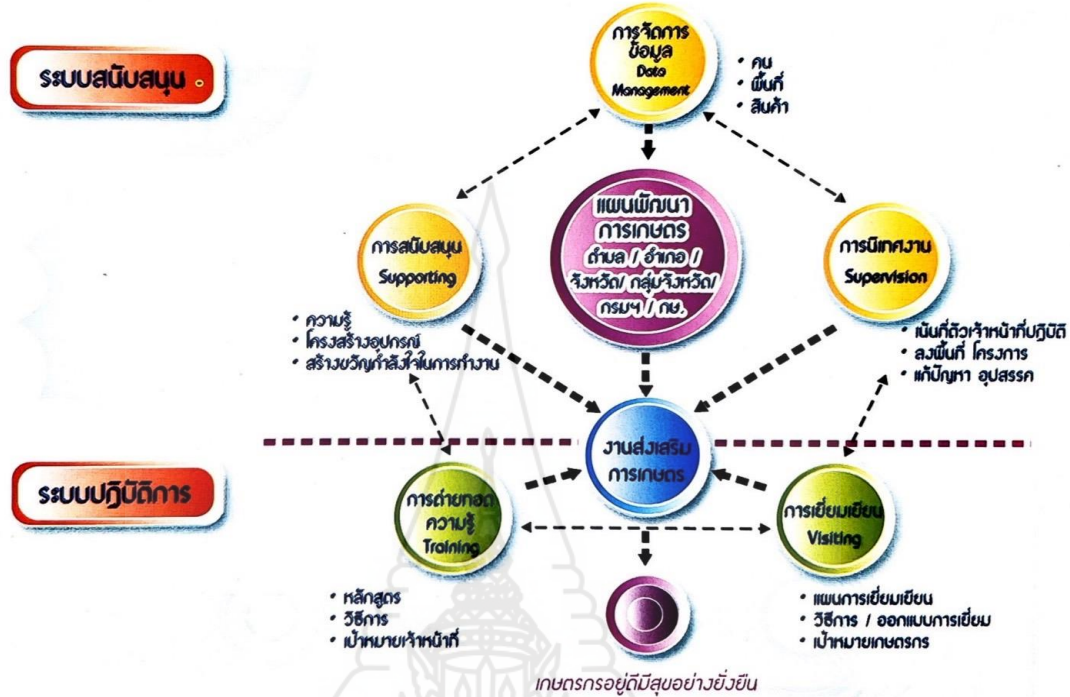 ระบบสนับสนุน
การจัดการ
ข้อมูล
Data
Management
• คน
• พื้นที่
• สินค้า
การสนับสนุน
Supporting
• ความรู้
• โครงสร้างอุปกรณ์
• สร้างขวัญกำลังใจในการทำงาน
แผนพัฒนา
การเกษตร
ตำบล / อำเภอ /
จังหวัด/ กลุ่มจังหวัด/
กรมฯ / กษ.
การนิเทศงาน
Supervision
• เน้นที่ตัวเจ้าหน้าที่ปฏิบัติ
• ลงพื้นที่ โครงการ
• แก้ปัญหา อุปสรรค
งานส่งเสริม
การเกษตร
ระบบปฏิบัติการ
การถ่ายทอด
ความรู้
Training
• หลักสูตร
• วิธีการ
• เป้าหมายเจ้าหน้าที่
การเยี่ยมเยียน
Visiting
• แผนการเยี่ยมเยียน
• วิธีการ / ออกแบบการเยี่ยม
• เป้าหมายเกษตรกร
เกษตรกรอยู่ดีมีสุขอย่างยั่งยืน